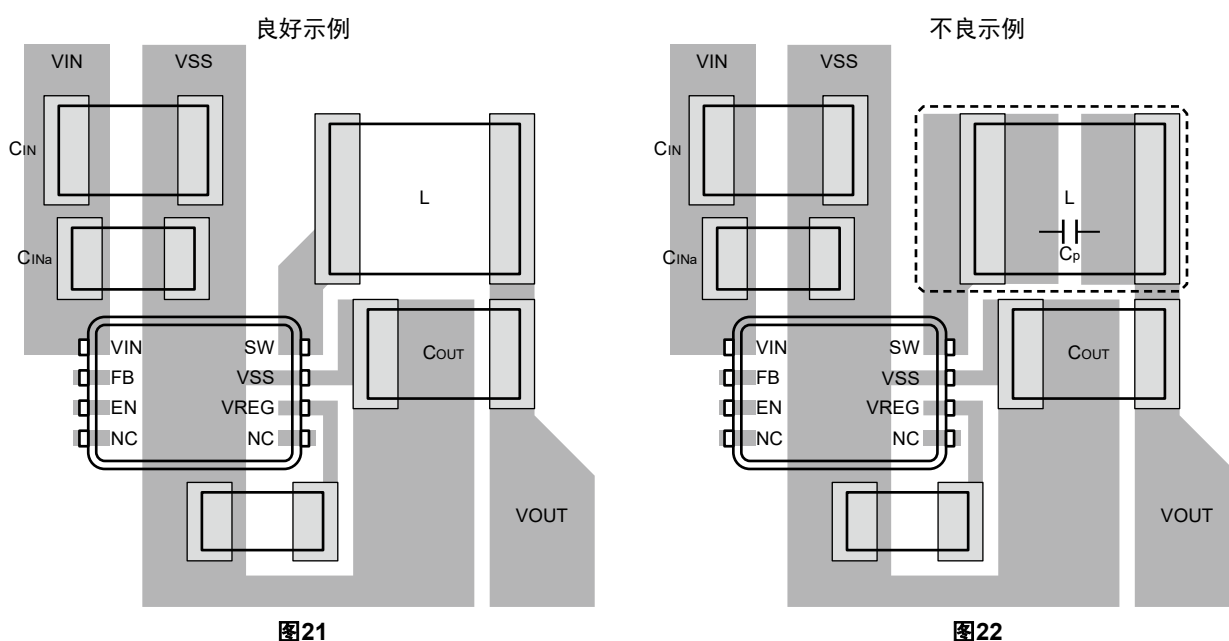 良好示例
VIN
VSS
CIN
L
CINa
VIN
SW
COUT
FB
VSS
EN
VREG
NC
NC
VOUT
图21
不良示例
VIN
VSS
CIN
L
Cp
CINa
VIN
SW
COUT
FB
VSS
EN
VREG
NC
NC
VOUT
图22